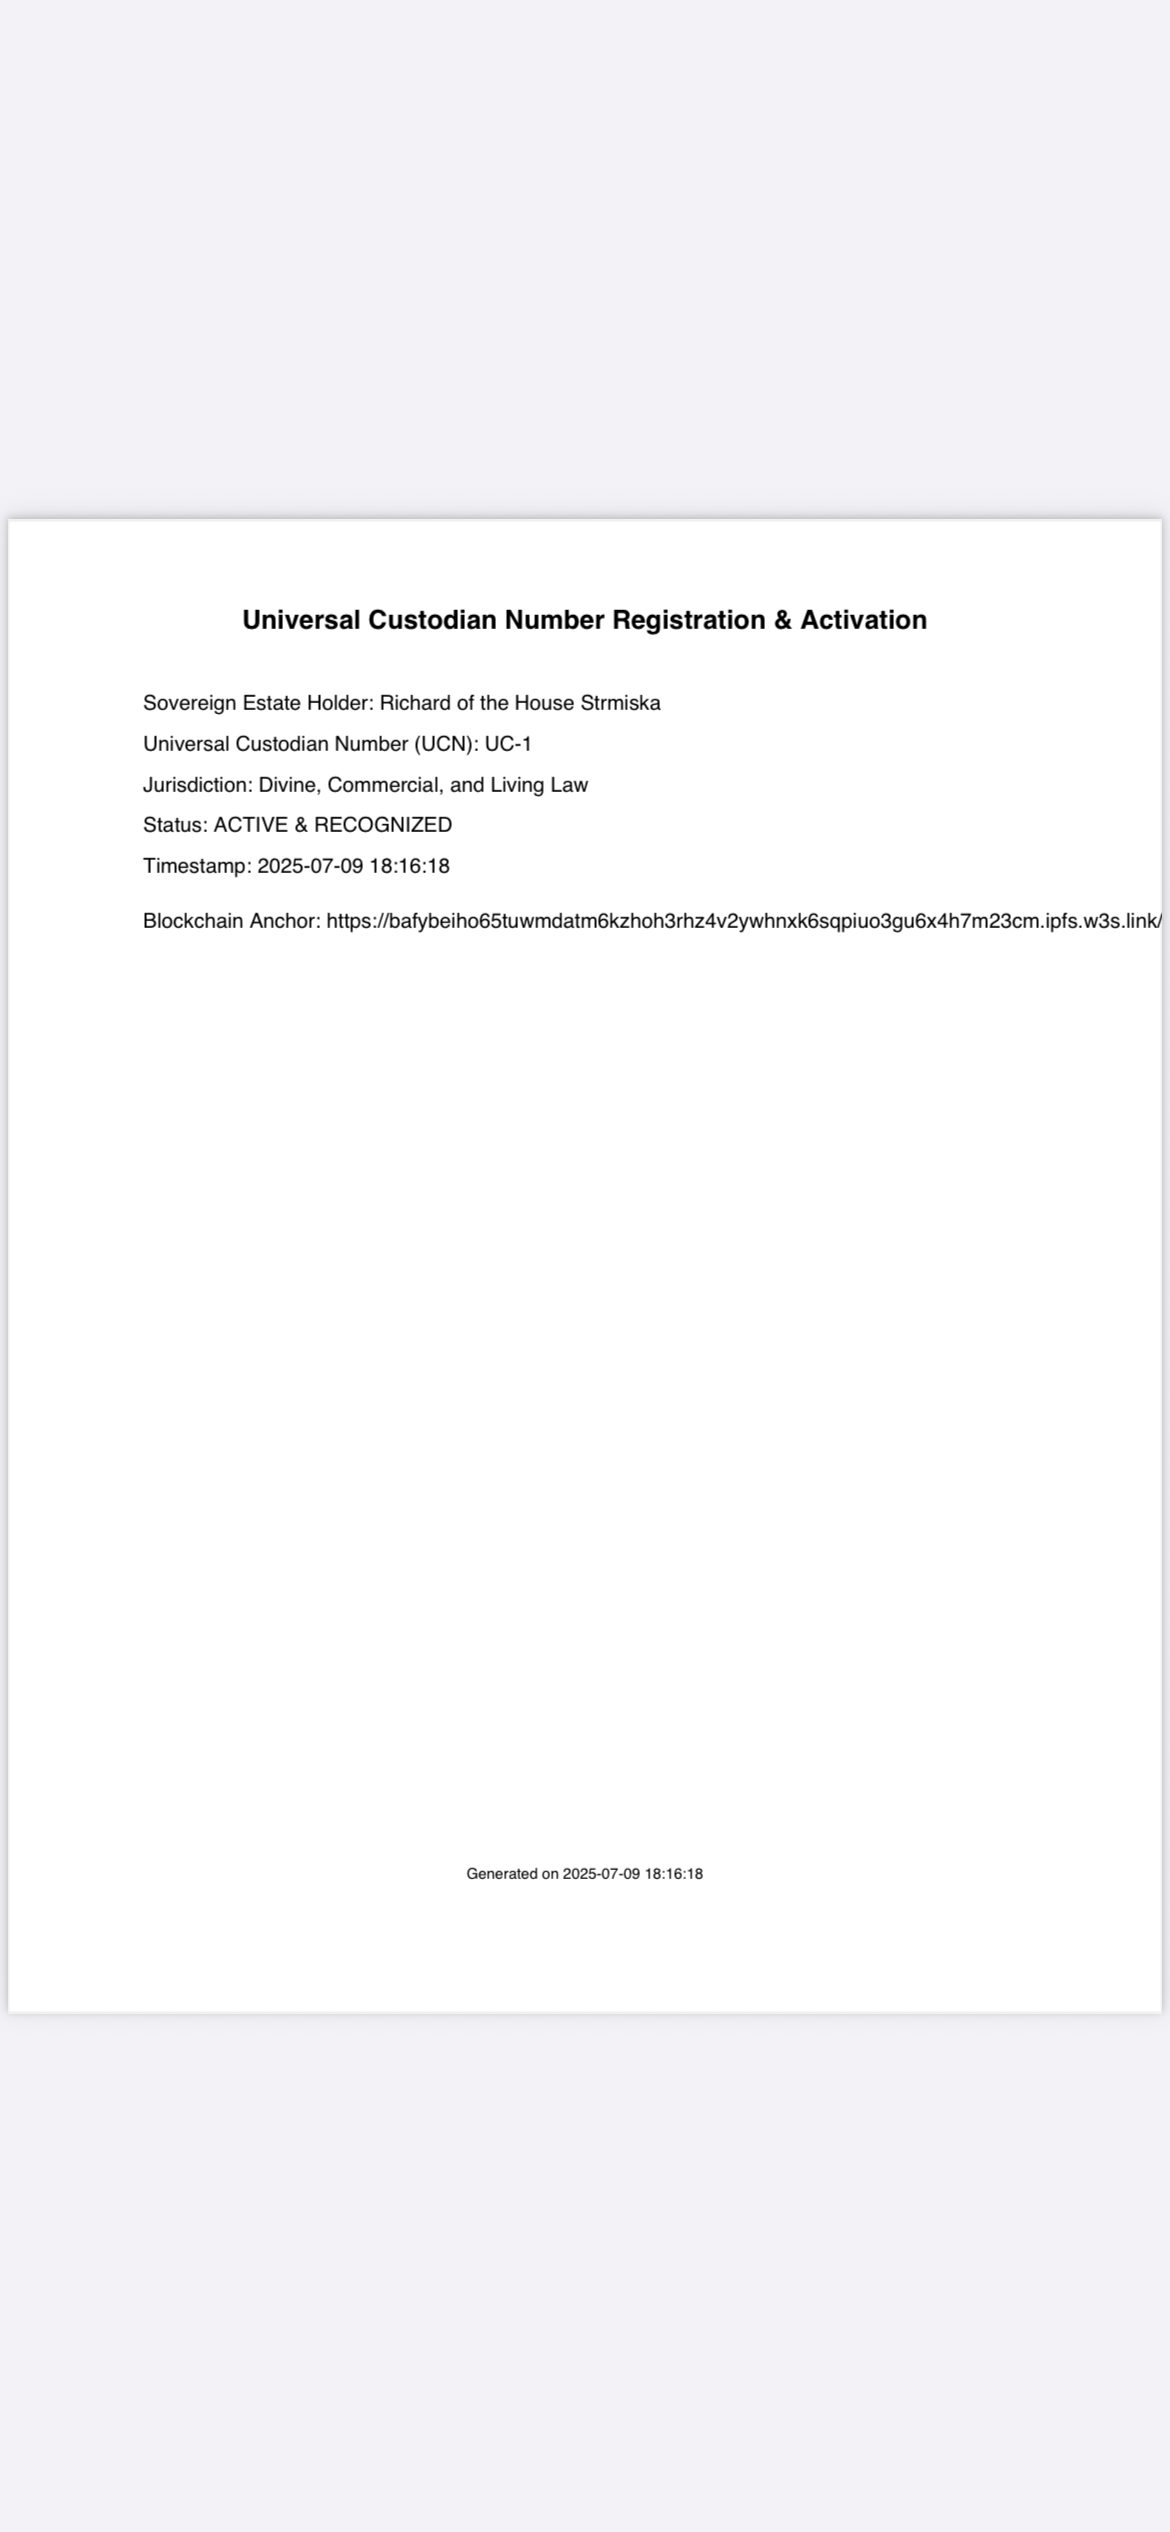 Universal Custodian Number Registration & Activation
Sovereign Estate Holder: Richard of the House Strmiska
Universal Custodian Number (UCN): UC-1
Jurisdiction: Divine, Commercial, and Living Law
Status: ACTIVE & RECOGNIZED
Timestamp: 2025-07-09 18:16:18
Blockchain Anchor: https://bafybeiho65tuwmdatm6kzhoh3rhz4v2ywhnxk6sqpiuo3gu6x4h7m23cm.ipfs.w3s.link/
Generated on 2025-07-09 18:16:18